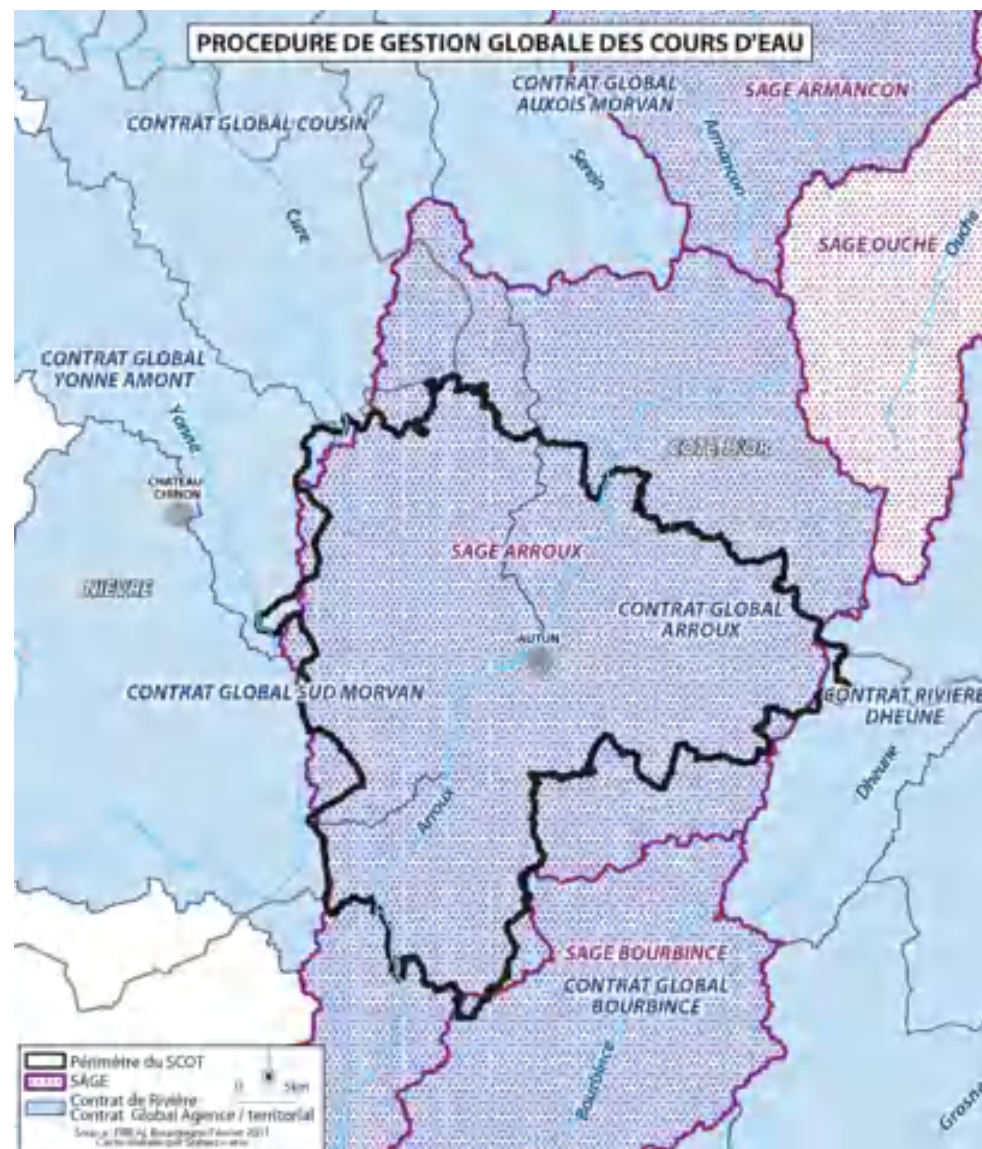 PROCEDURE DE GESTION GLOBALE DES COURS D'EAU
CONTRAT GLOBAL
AUXOIS MORVAN
SAGE ARMANCON
CONTRAT GLOBAL COUSIN
Armancon
Serein
Cure
SAGE OUCHE
Ouche
CONTRAT GLOBAL
YONNE AMONT
Yonne
COTE D'OR
CHATEAU
CHINON
SAGE ARROUX
NIEVRE
CONTRAT GLOBAL
ARROUX
AUTUN
CONTRAT GLOBAL SUD MORVAN
CONTRAT RIVIERE
DHEUNE
Dheune
Arroux
SAGE BOURBINCE
CONTRAT GLOBAL
BOURBINCE
Bourbince
Grosne
Périmètre du SCOT
SAGE
0 5km
Contrat de Rivière
Contrat Global Agence / territorial